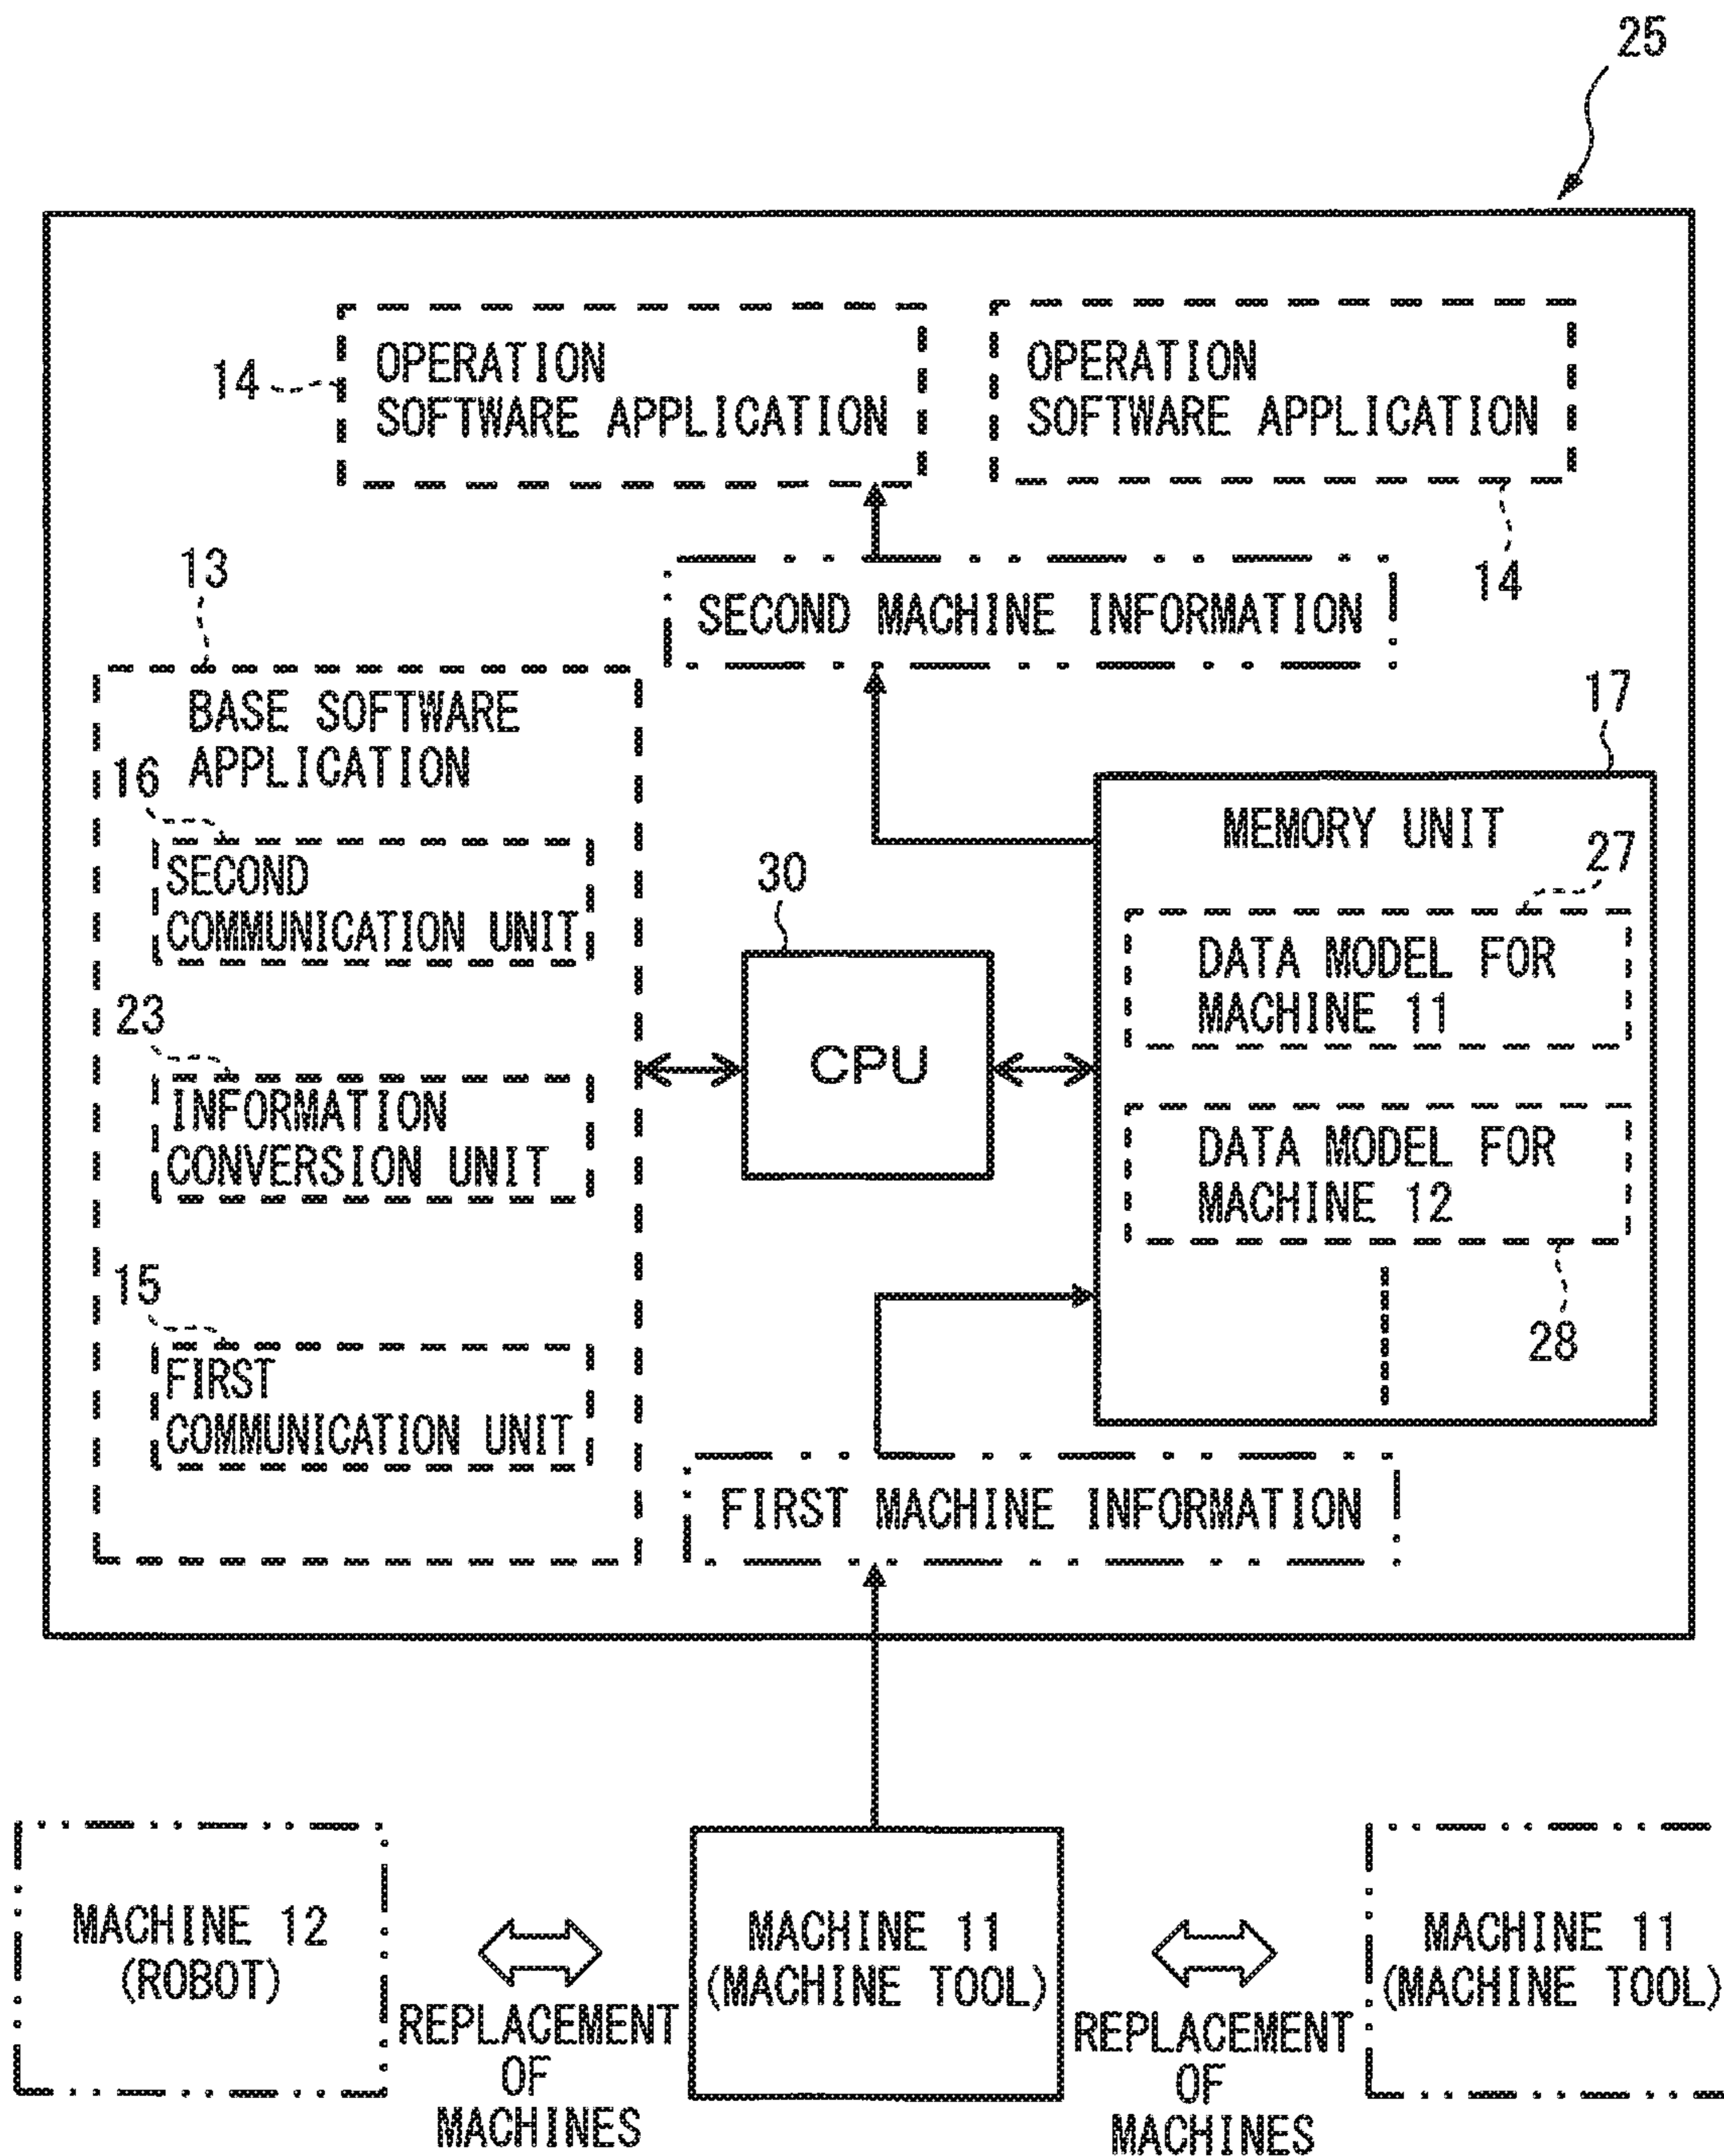 25
14
OPERATION
SOFTWARE APPLICATION
OPERATION
SOFTWARE APPLICATION
14
13
SECOND MACHINE INFORMATION
BASE SOFTWARE
APPLICATION
17
16
SECOND
COMMUNICATION UNIT
MEMORY UNIT
27
30
DATA MODEL FOR
MACHINE 11
23
CPU
INFORMATION
CONVERSION UNIT
DATA MODEL FOR
MACHINE 12
28
15
FIRST
COMMUNICATION UNIT
FIRST MACHINE INFORMATION
MACHINE 12
(ROBOT)
REPLACEMENT
OF
MACHINES
MACHINE 11
(MACHINE TOOL)
REPLACEMENT
OF
MACHINES
MACHINE 11
(MACHINE TOOL)